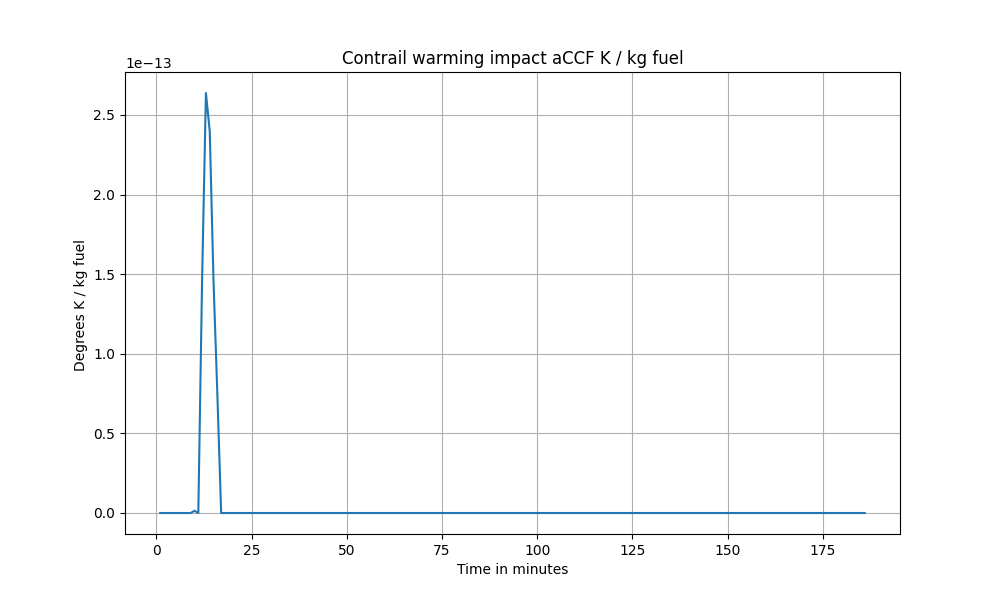 Contrail warming impact aCCF K / kg fuel
1e−13
2.5
2.0
1.5
1.0
0.5
0.0
Degrees K / kg fuel
0 25 50 75 100 125 150 175
Time in minutes